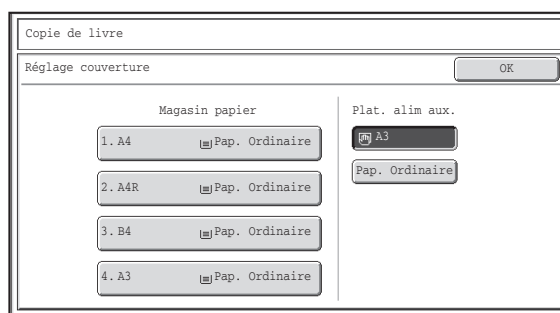 Copie de livre
Réglage couverture
OK
Magasin papier
1. A4 Pap. Ordinaire
2. A4R Pap. Ordinaire
3. B4 Pap. Ordinaire
4. A3 Pap. Ordinaire
Plat. alim aux.
A3
Pap. Ordinaire